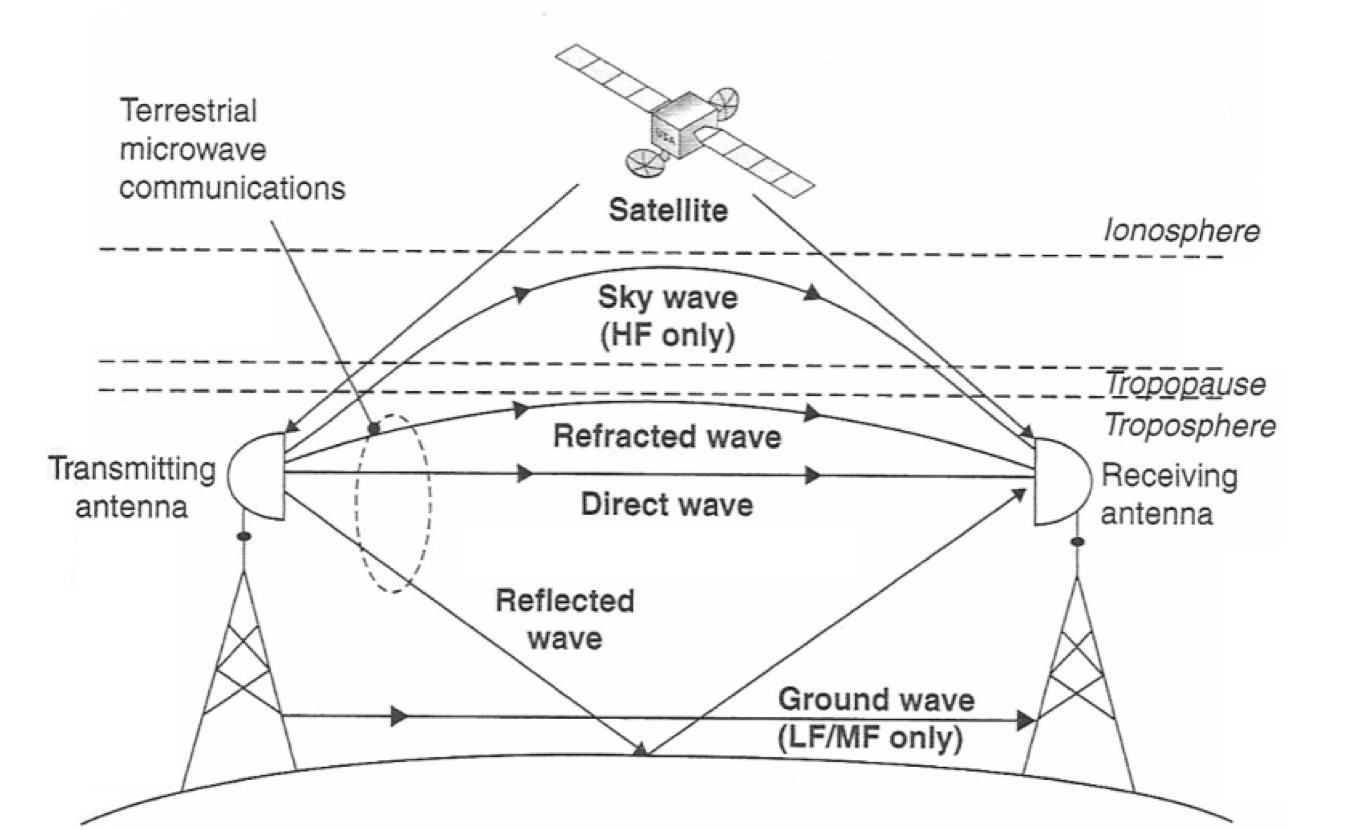 Terrestrial
microwave
communications
USA
Satellite
Ionosphere
Sky wave
(HF only)
Tropopause
Troposphere
Refracted wave
Transmitting
antenna
Direct wave
Receiving
antenna
Reflected
wave
Ground wave
(LF/MF only)